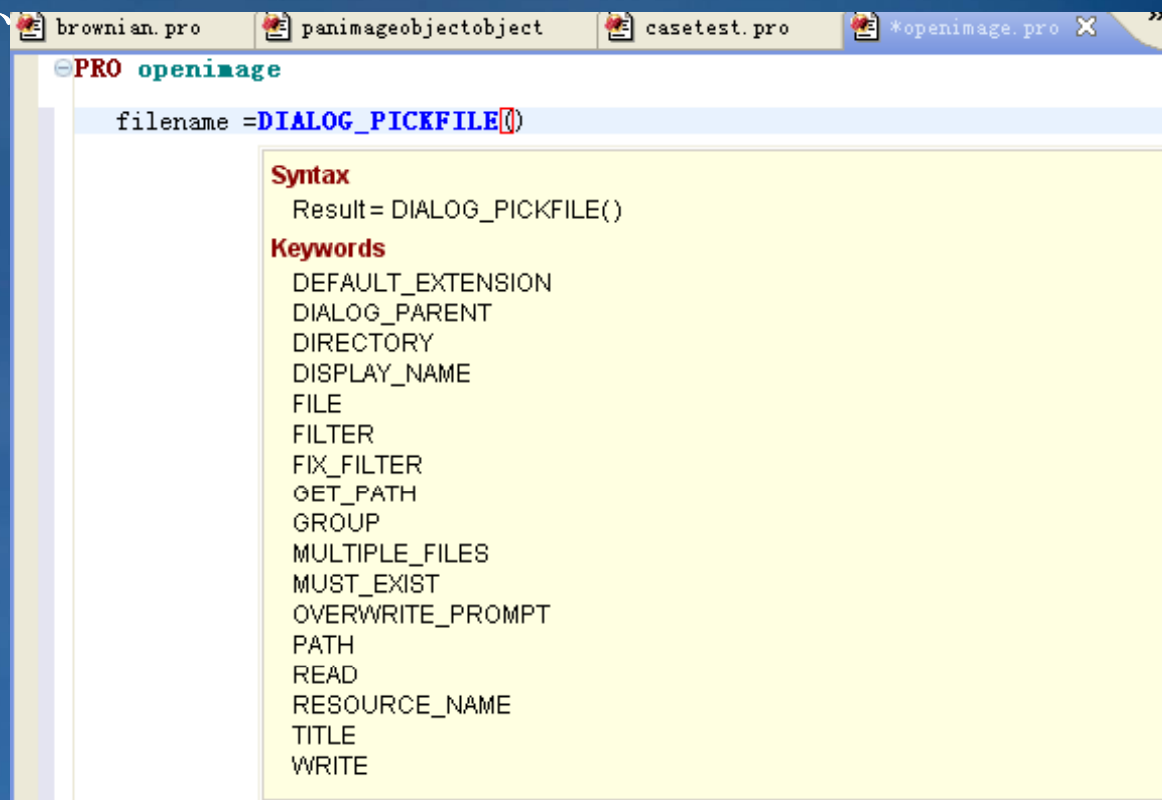 brownian.pro panimageobjectobject casetest.pro *openimage.pro »
PRO openimage
filename =DIALOG_PICKFILE()
Syntax
Result = DIALOG_PICKFILE()
Keywords
DEFAULT_EXTENSION
DIALOG_PARENT
DIRECTORY
DISPLAY_NAME
FILE
FILTER
FIX_FILTER
GET_PATH
GROUP
MULTIPLE_FILES
MUST_EXIST
OVERWRITE_PROMPT
PATH
READ
RESOURCE_NAME
TITLE
WRITE